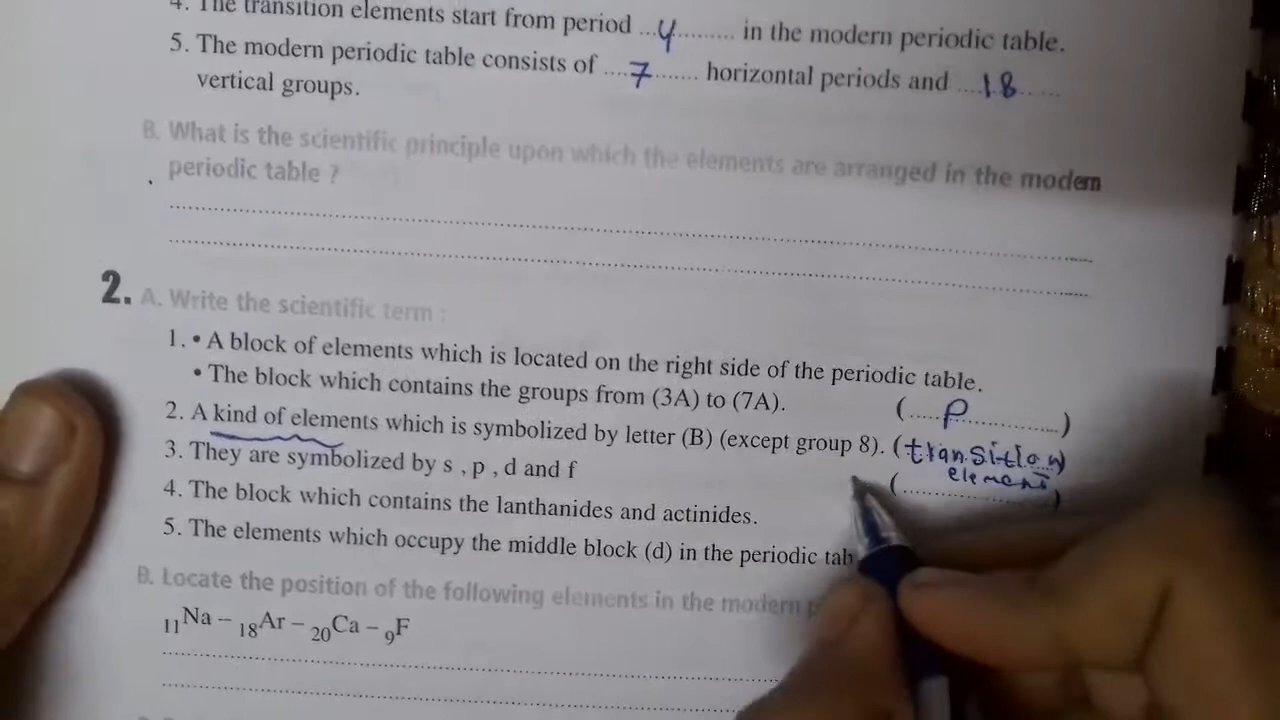 4. The transition elements start from period ...4.......... in the modern periodic table.
5. The modern periodic table consists of ....7....... horizontal periods and ....18......
vertical groups.
B. What is the scientific principle upon which the elements are arranged in the modern
periodic table ?
2. A. Write the scientific term :
1. • A block of elements which is located on the right side of the periodic table.
• The block which contains the groups from (3A) to (7A). (.....P...............)
2. A kind of elements which is symbolized by letter (B) (except group 8). (transition
element
3. They are symbolized by s , p , d and f (..............................)
4. The block which contains the lanthanides and actinides.
5. The elements which occupy the middle block (d) in the periodic tab
B. Locate the position of the following elements in the modern p
₁₁Na – ₁₈Ar – ₂₀Ca – ₉F